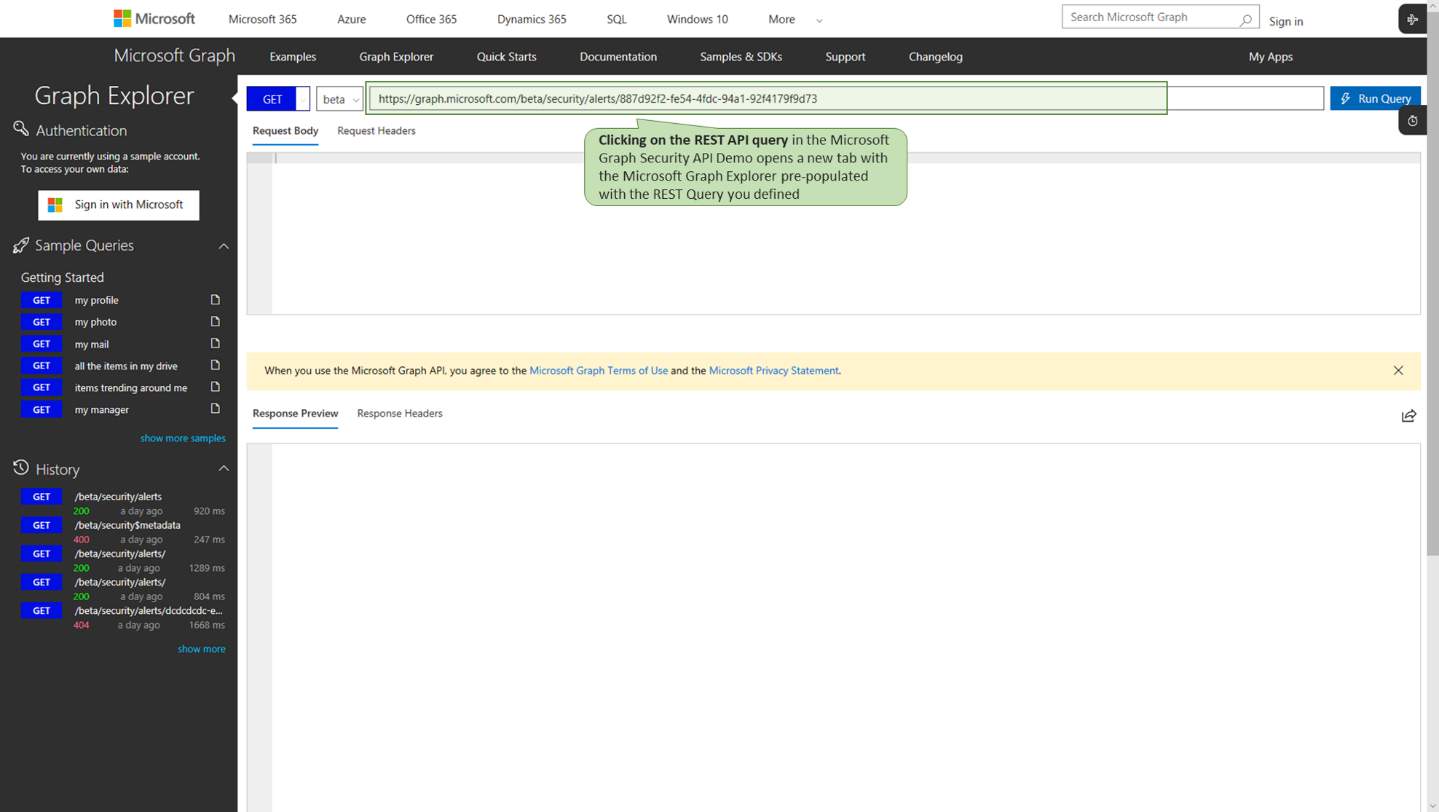 Microsoft
Microsoft 365
Azure
Office 365
Dynamics 365
SQL
Windows 10
More
Search Microsoft Graph
Sign in
Microsoft Graph
Examples
Graph Explorer
Quick Starts
Documentation
Samples & SDKs
Support
Changelog
My Apps
Graph Explorer
Authentication
You are currently using a sample account.
To access your own data:
Sign in with Microsoft
Sample Queries
Getting Started
GET my profile
GET my photo
GET my mail
GET all the items in my drive
GET items trending around me
GET my manager
show more samples
History
GET /beta/security/alerts
200 a day ago 920 ms
GET /beta/security$metadata
400 a day ago 247 ms
GET /beta/security/alerts/
200 a day ago 1289 ms
GET /beta/security/alerts/
200 a day ago 804 ms
GET /beta/security/alerts/dcdcdcdc-e...
404 a day ago 1668 ms
show more
GET
beta
https://graph.microsoft.com/beta/security/alerts/887d92f2-fe54-4fdc-94a1-92f4179f9d73
Run Query
Request Body
Request Headers
Clicking on the REST API query in the Microsoft
Graph Security API Demo opens a new tab with
the Microsoft Graph Explorer pre-populated
with the REST Query you defined
When you use the Microsoft Graph API, you agree to the Microsoft Graph Terms of Use and the Microsoft Privacy Statement.
Response Preview
Response Headers